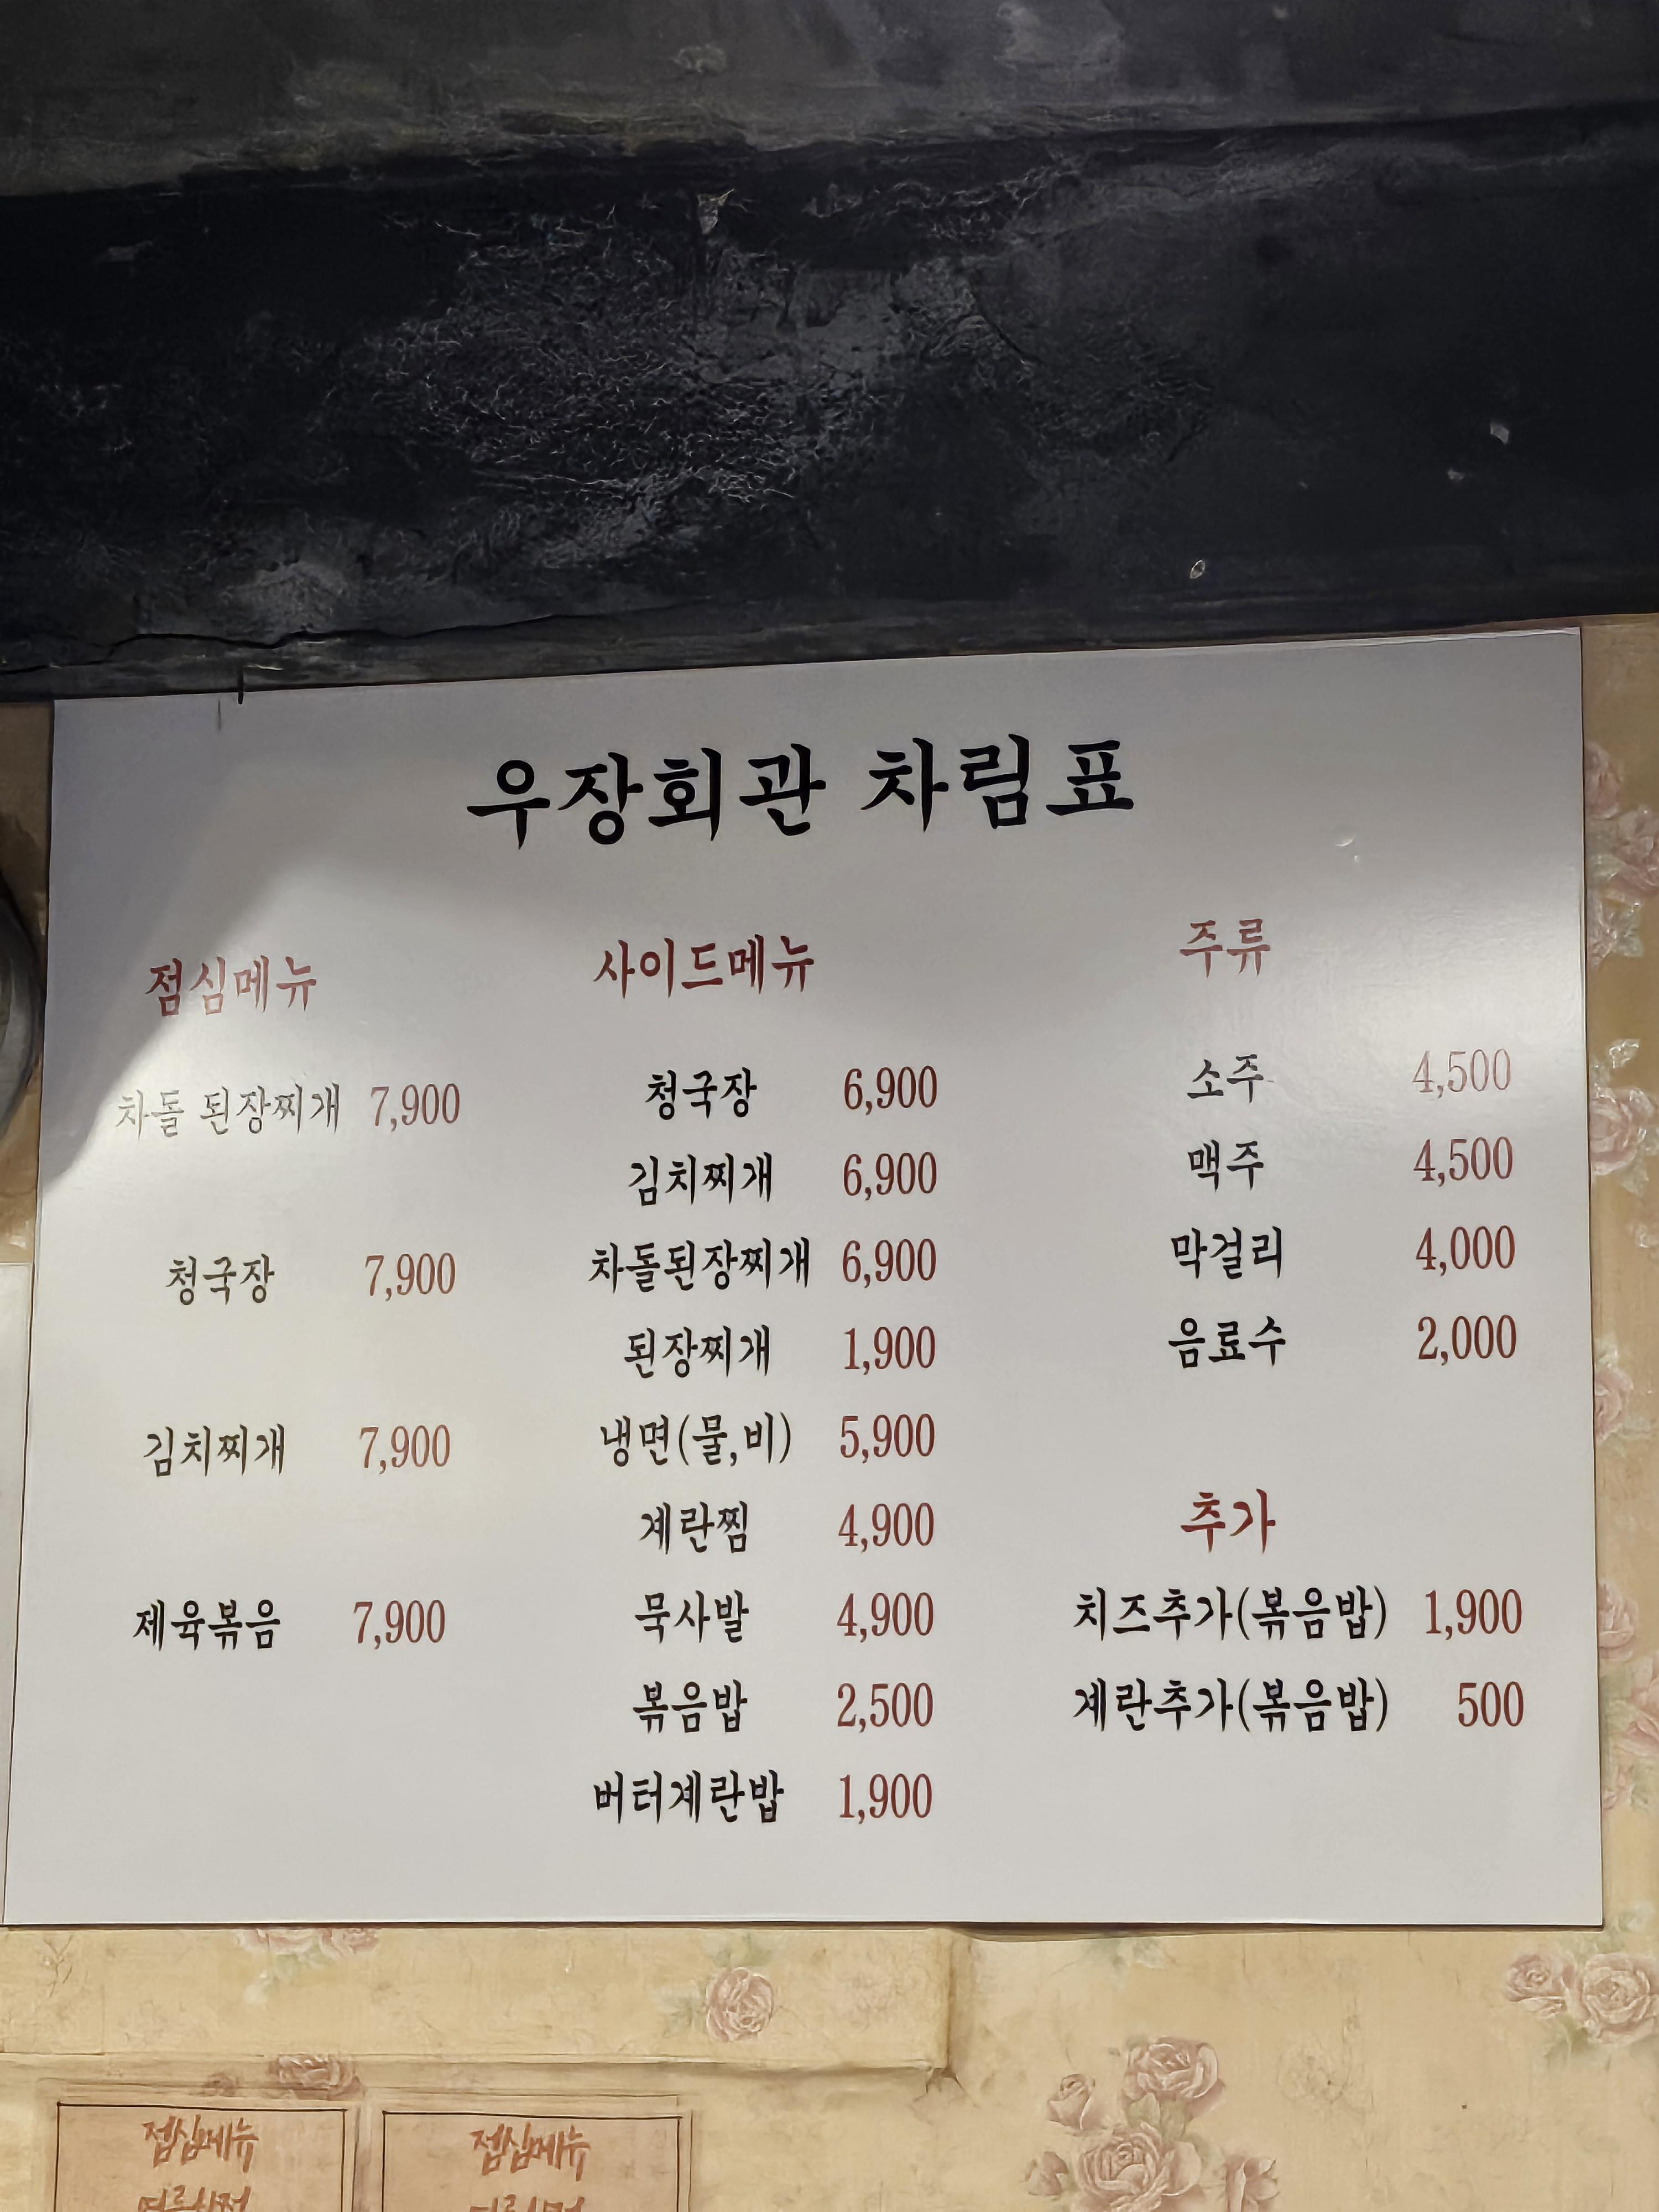 우장회관 차림표
점심메뉴
차돌 된장찌개 7,900
청국장 7,900
김치찌개 7,900
제육볶음 7,900
사이드메뉴
청국장 6,900
김치찌개 6,900
차돌된장찌개 6,900
된장찌개 1,900
냉면(물,비) 5,900
계란찜 4,900
묵사발 4,900
볶음밥 2,500
버터계란밥 1,900
주류
소주 4,500
맥주 4,500
막걸리 4,000
음료수 2,000
추가
치즈추가(볶음밥) 1,900
계란추가(볶음밥) 500
점심메뉴
점심메뉴